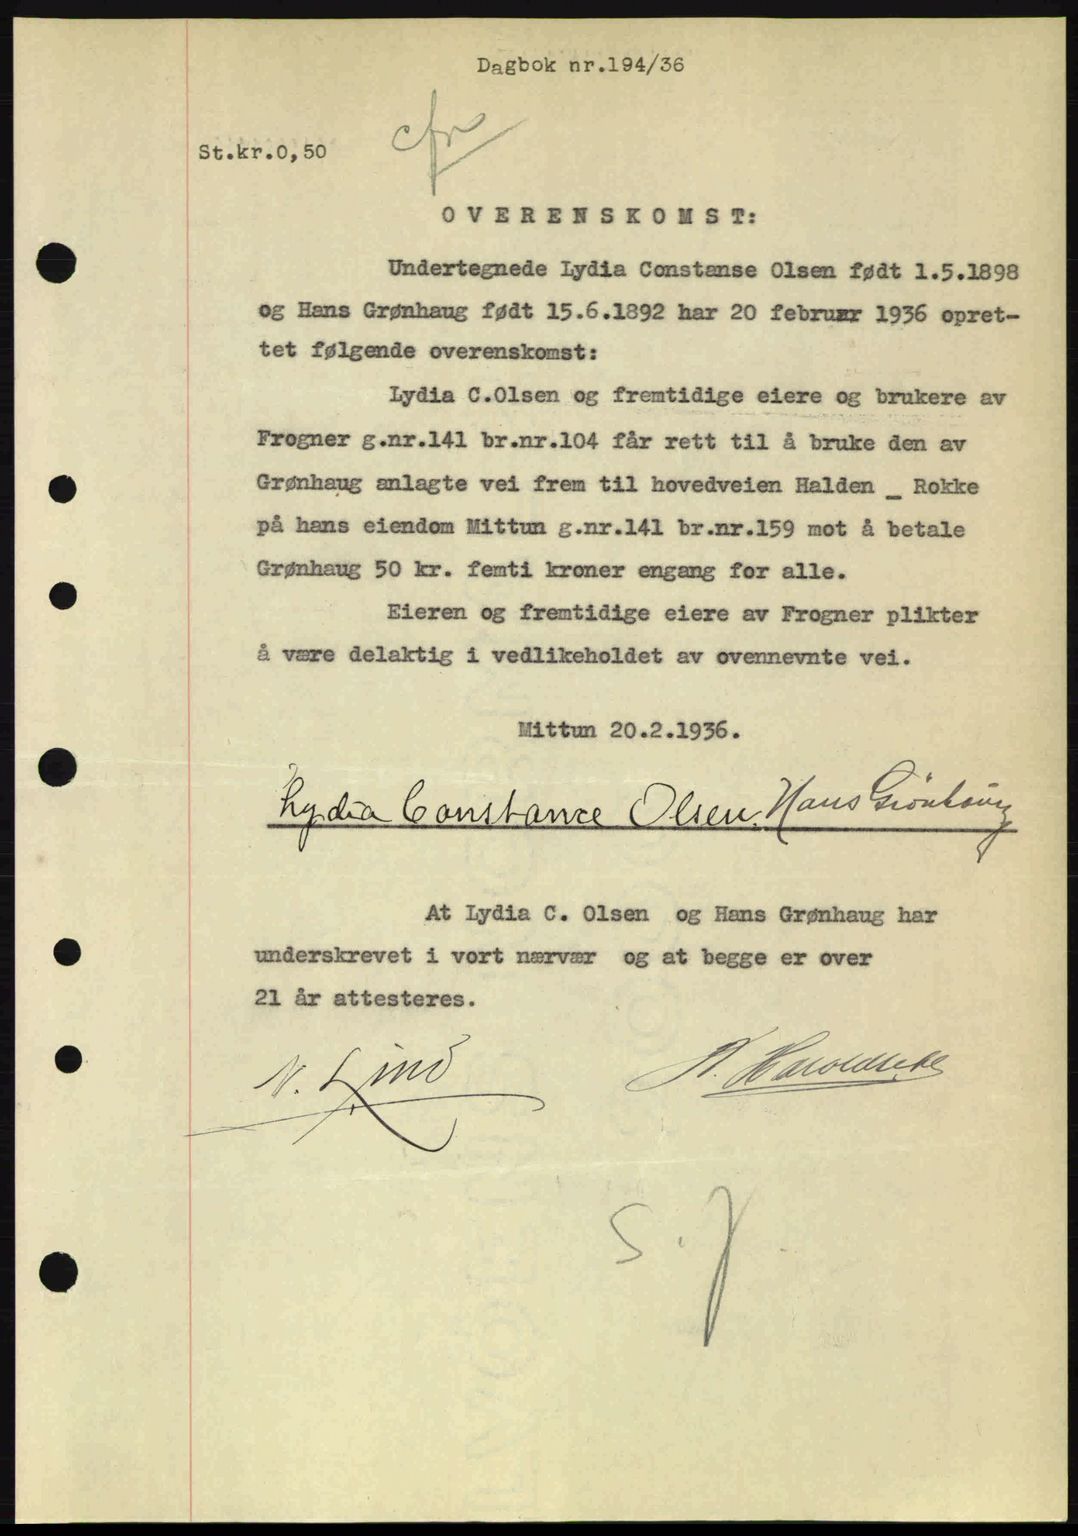 Dagbok nr.194/36
cfr
St.kr.0,50
OVERENSKOMST:
Undertegnede Lydia Constanse Olsen født 1.5.1898
og Hans Grønhaug født 15.6.1892 har 20 februar 1936 opret-
tet følgende overenskomst:
Lydia C.Olsen og fremtidige eiere og brukere av
Frogner g.nr.141 br.nr.104 får rett til å bruke den av
Grønhaug anlagte vei frem til hovedveien Halden _ Rokke
på hans eiendom Mittun g.nr.141 br.nr.159 mot å betale
Grønhaug 50 kr. femti kroner engang for alle.
Eieren og fremtidige eiere av Frogner plikter
å være delaktig i vedlikeholdet av ovennevnte vei.
Mittun 20.2.1936.
Lydia Constance Olsen. Hans Grönhaug
At Lydia C. Olsen og Hans Grønhaug har
underskrevet i vort nærvær og at begge er over
21 år attesteres.
N. Lind
S. J